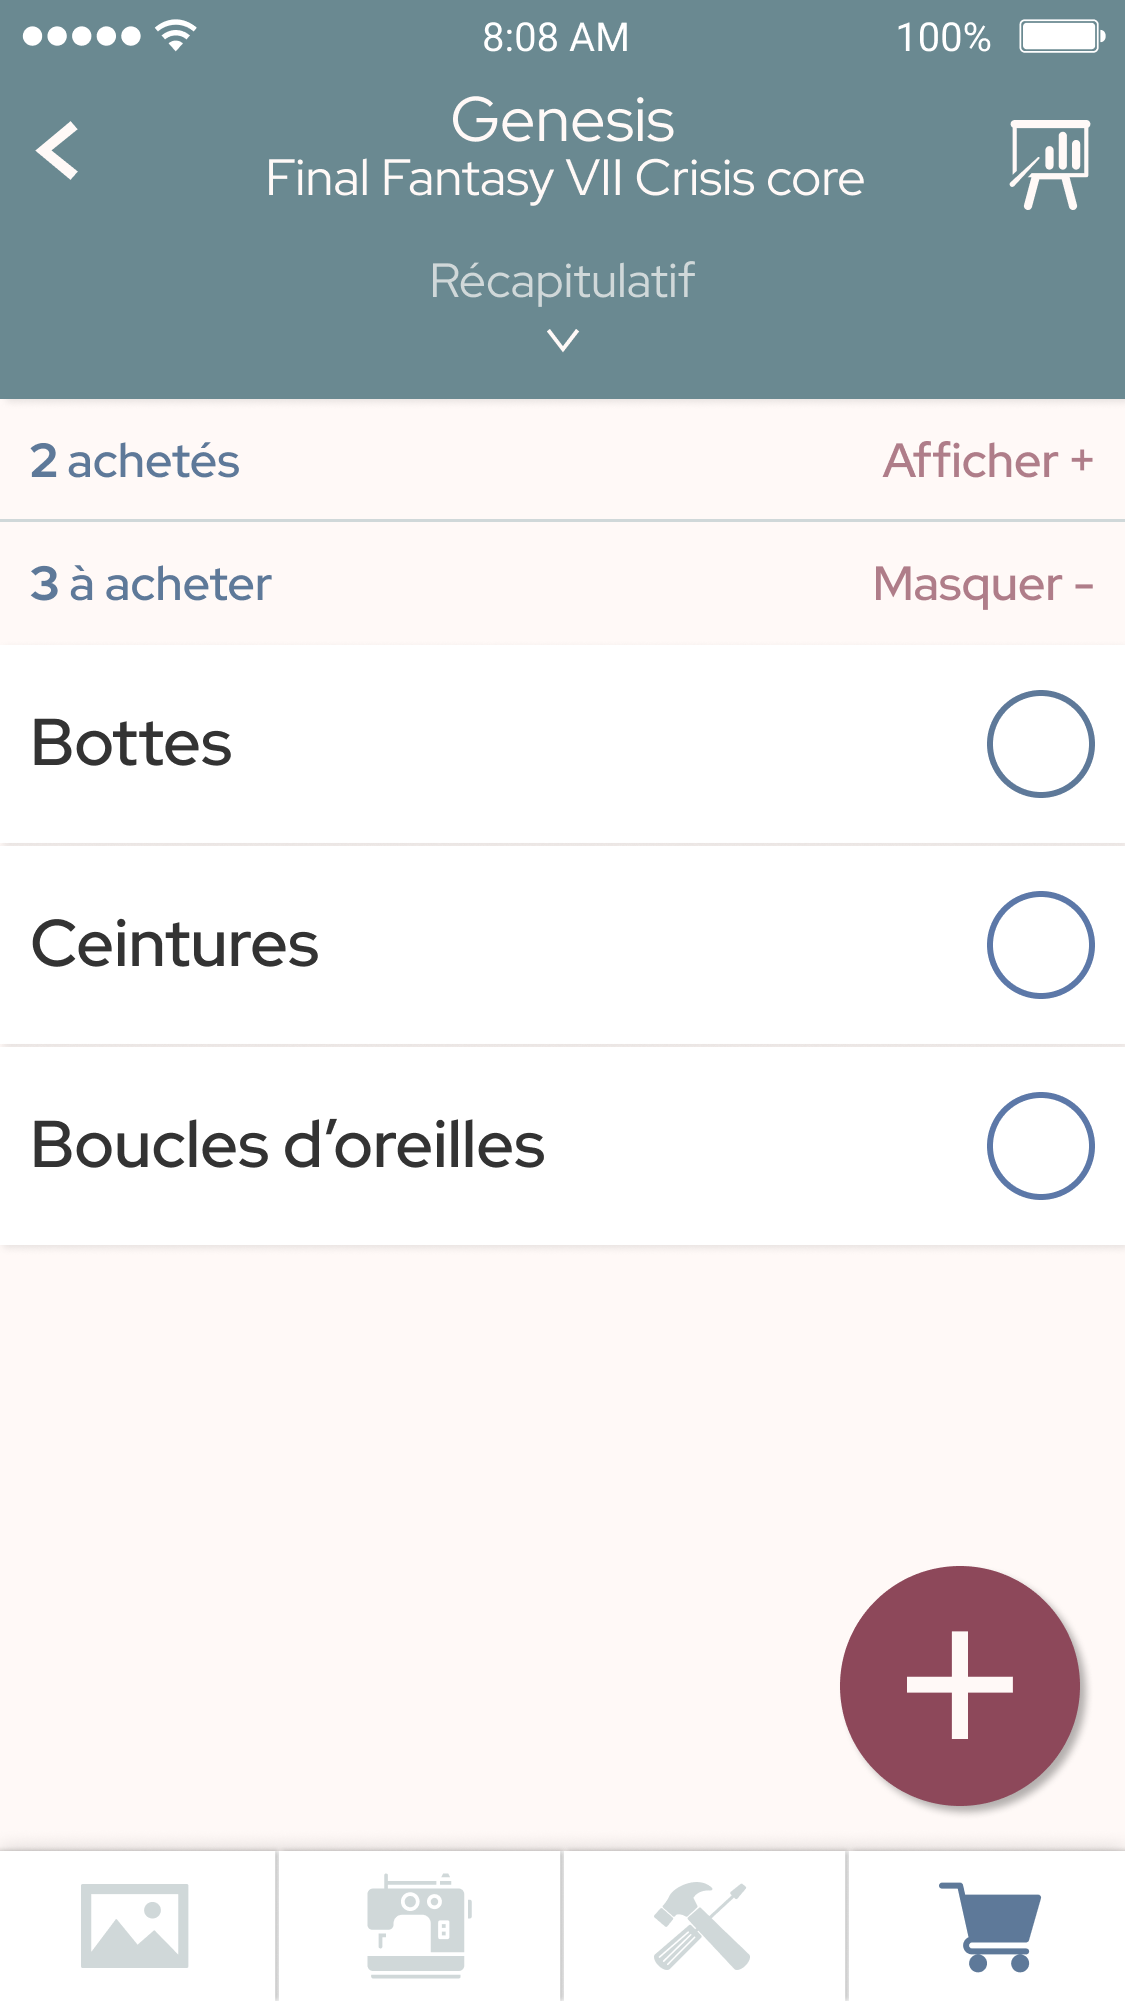 8:08 AM 100%
Genesis
Final Fantasy VII Crisis core
Récapitulatif
2 achetés Afficher +
3 à acheter Masquer -
Bottes
Ceintures
Boucles d’oreilles